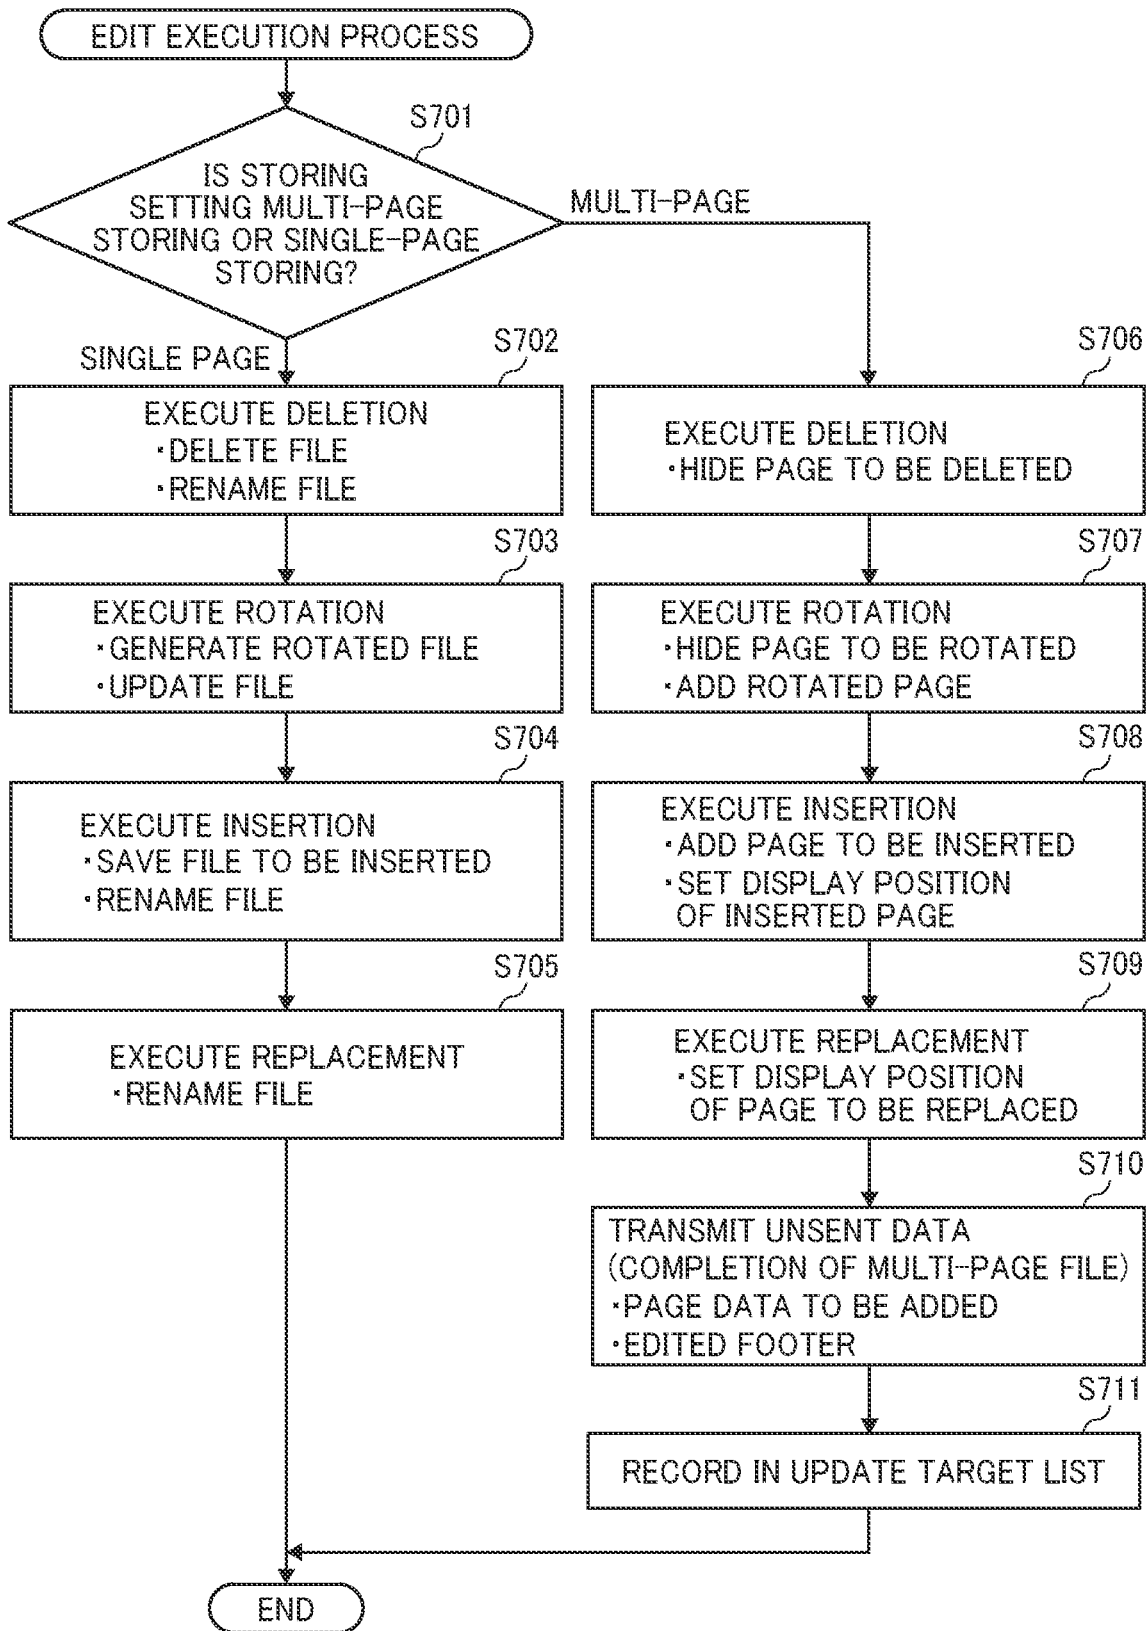 EDIT EXECUTION PROCESS
S701
IS STORING
SETTING MULTI-PAGE
STORING OR SINGLE-PAGE
STORING?
MULTI-PAGE
SINGLE PAGE
S702
EXECUTE DELETION
・DELETE FILE
・RENAME FILE
S703
EXECUTE ROTATION
・GENERATE ROTATED FILE
・UPDATE FILE
S704
EXECUTE INSERTION
・SAVE FILE TO BE INSERTED
・RENAME FILE
S705
EXECUTE REPLACEMENT
・RENAME FILE
S706
EXECUTE DELETION
・HIDE PAGE TO BE DELETED
S707
EXECUTE ROTATION
・HIDE PAGE TO BE ROTATED
・ADD ROTATED PAGE
S708
EXECUTE INSERTION
・ADD PAGE TO BE INSERTED
・SET DISPLAY POSITION
OF INSERTED PAGE
S709
EXECUTE REPLACEMENT
・SET DISPLAY POSITION
OF PAGE TO BE REPLACED
S710
TRANSMIT UNSENT DATA
(COMPLETION OF MULTI-PAGE FILE)
・PAGE DATA TO BE ADDED
・EDITED FOOTER
S711
RECORD IN UPDATE TARGET LIST
END